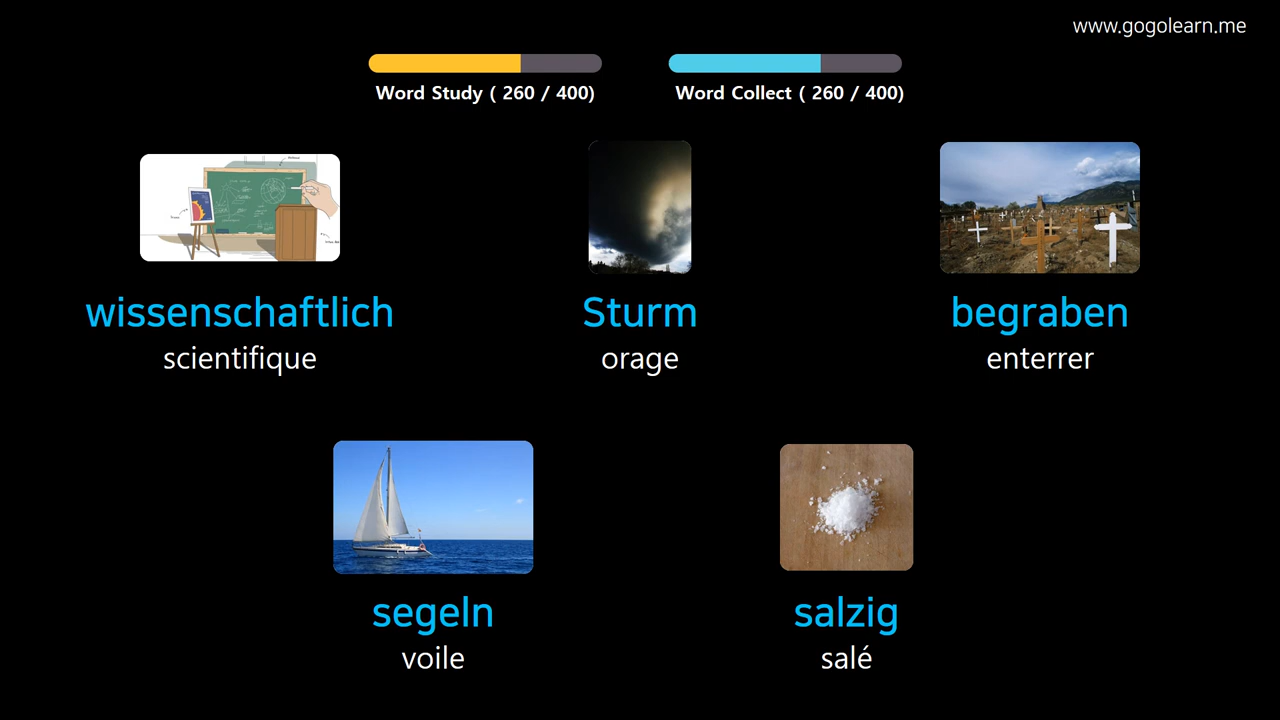 www.gogolearn.me
Word Study ( 260 / 400)
Word Collect ( 260 / 400)
wissenschaftlich
scientifique
Sturm
orage
begraben
enterrer
segeln
voile
salzig
salé